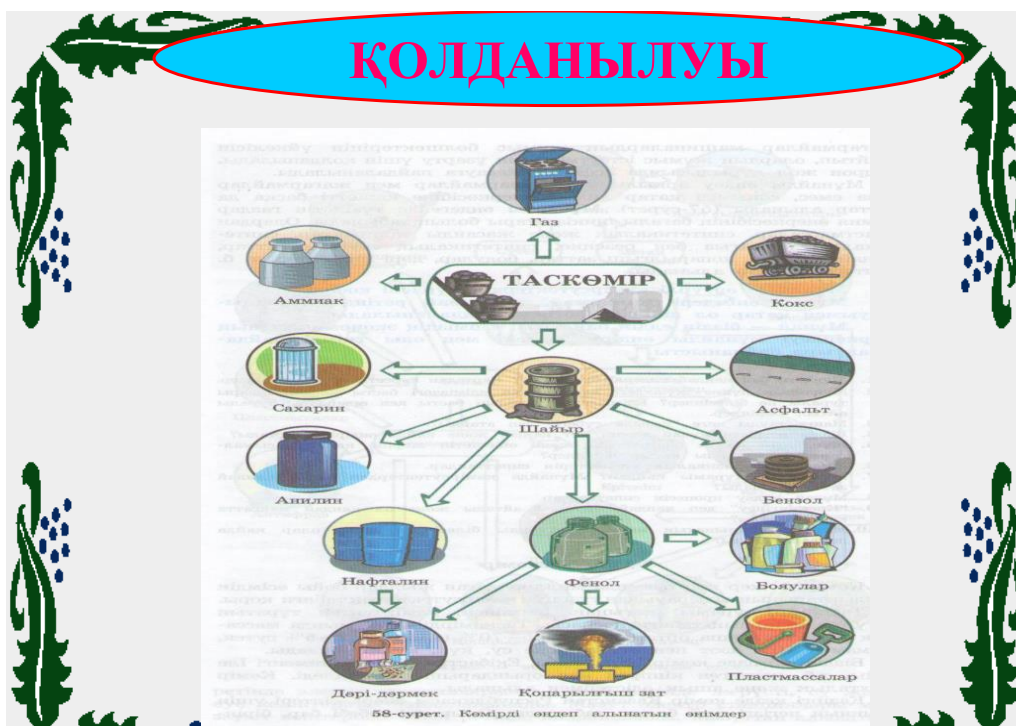 ҚОЛДАНЫЛУЫ
Газ
Аммиак
ТАСКӨМІР
Кокс
Сахарин
Шайыр
Асфальт
Анилин
Бензол
Нафталин
Фенол
Бояулар
Дәрі-дәрмек
Қопарылғыш зат
Пластмассалар
58-сурет. Көмірді өңдеп алынатын өнімдер